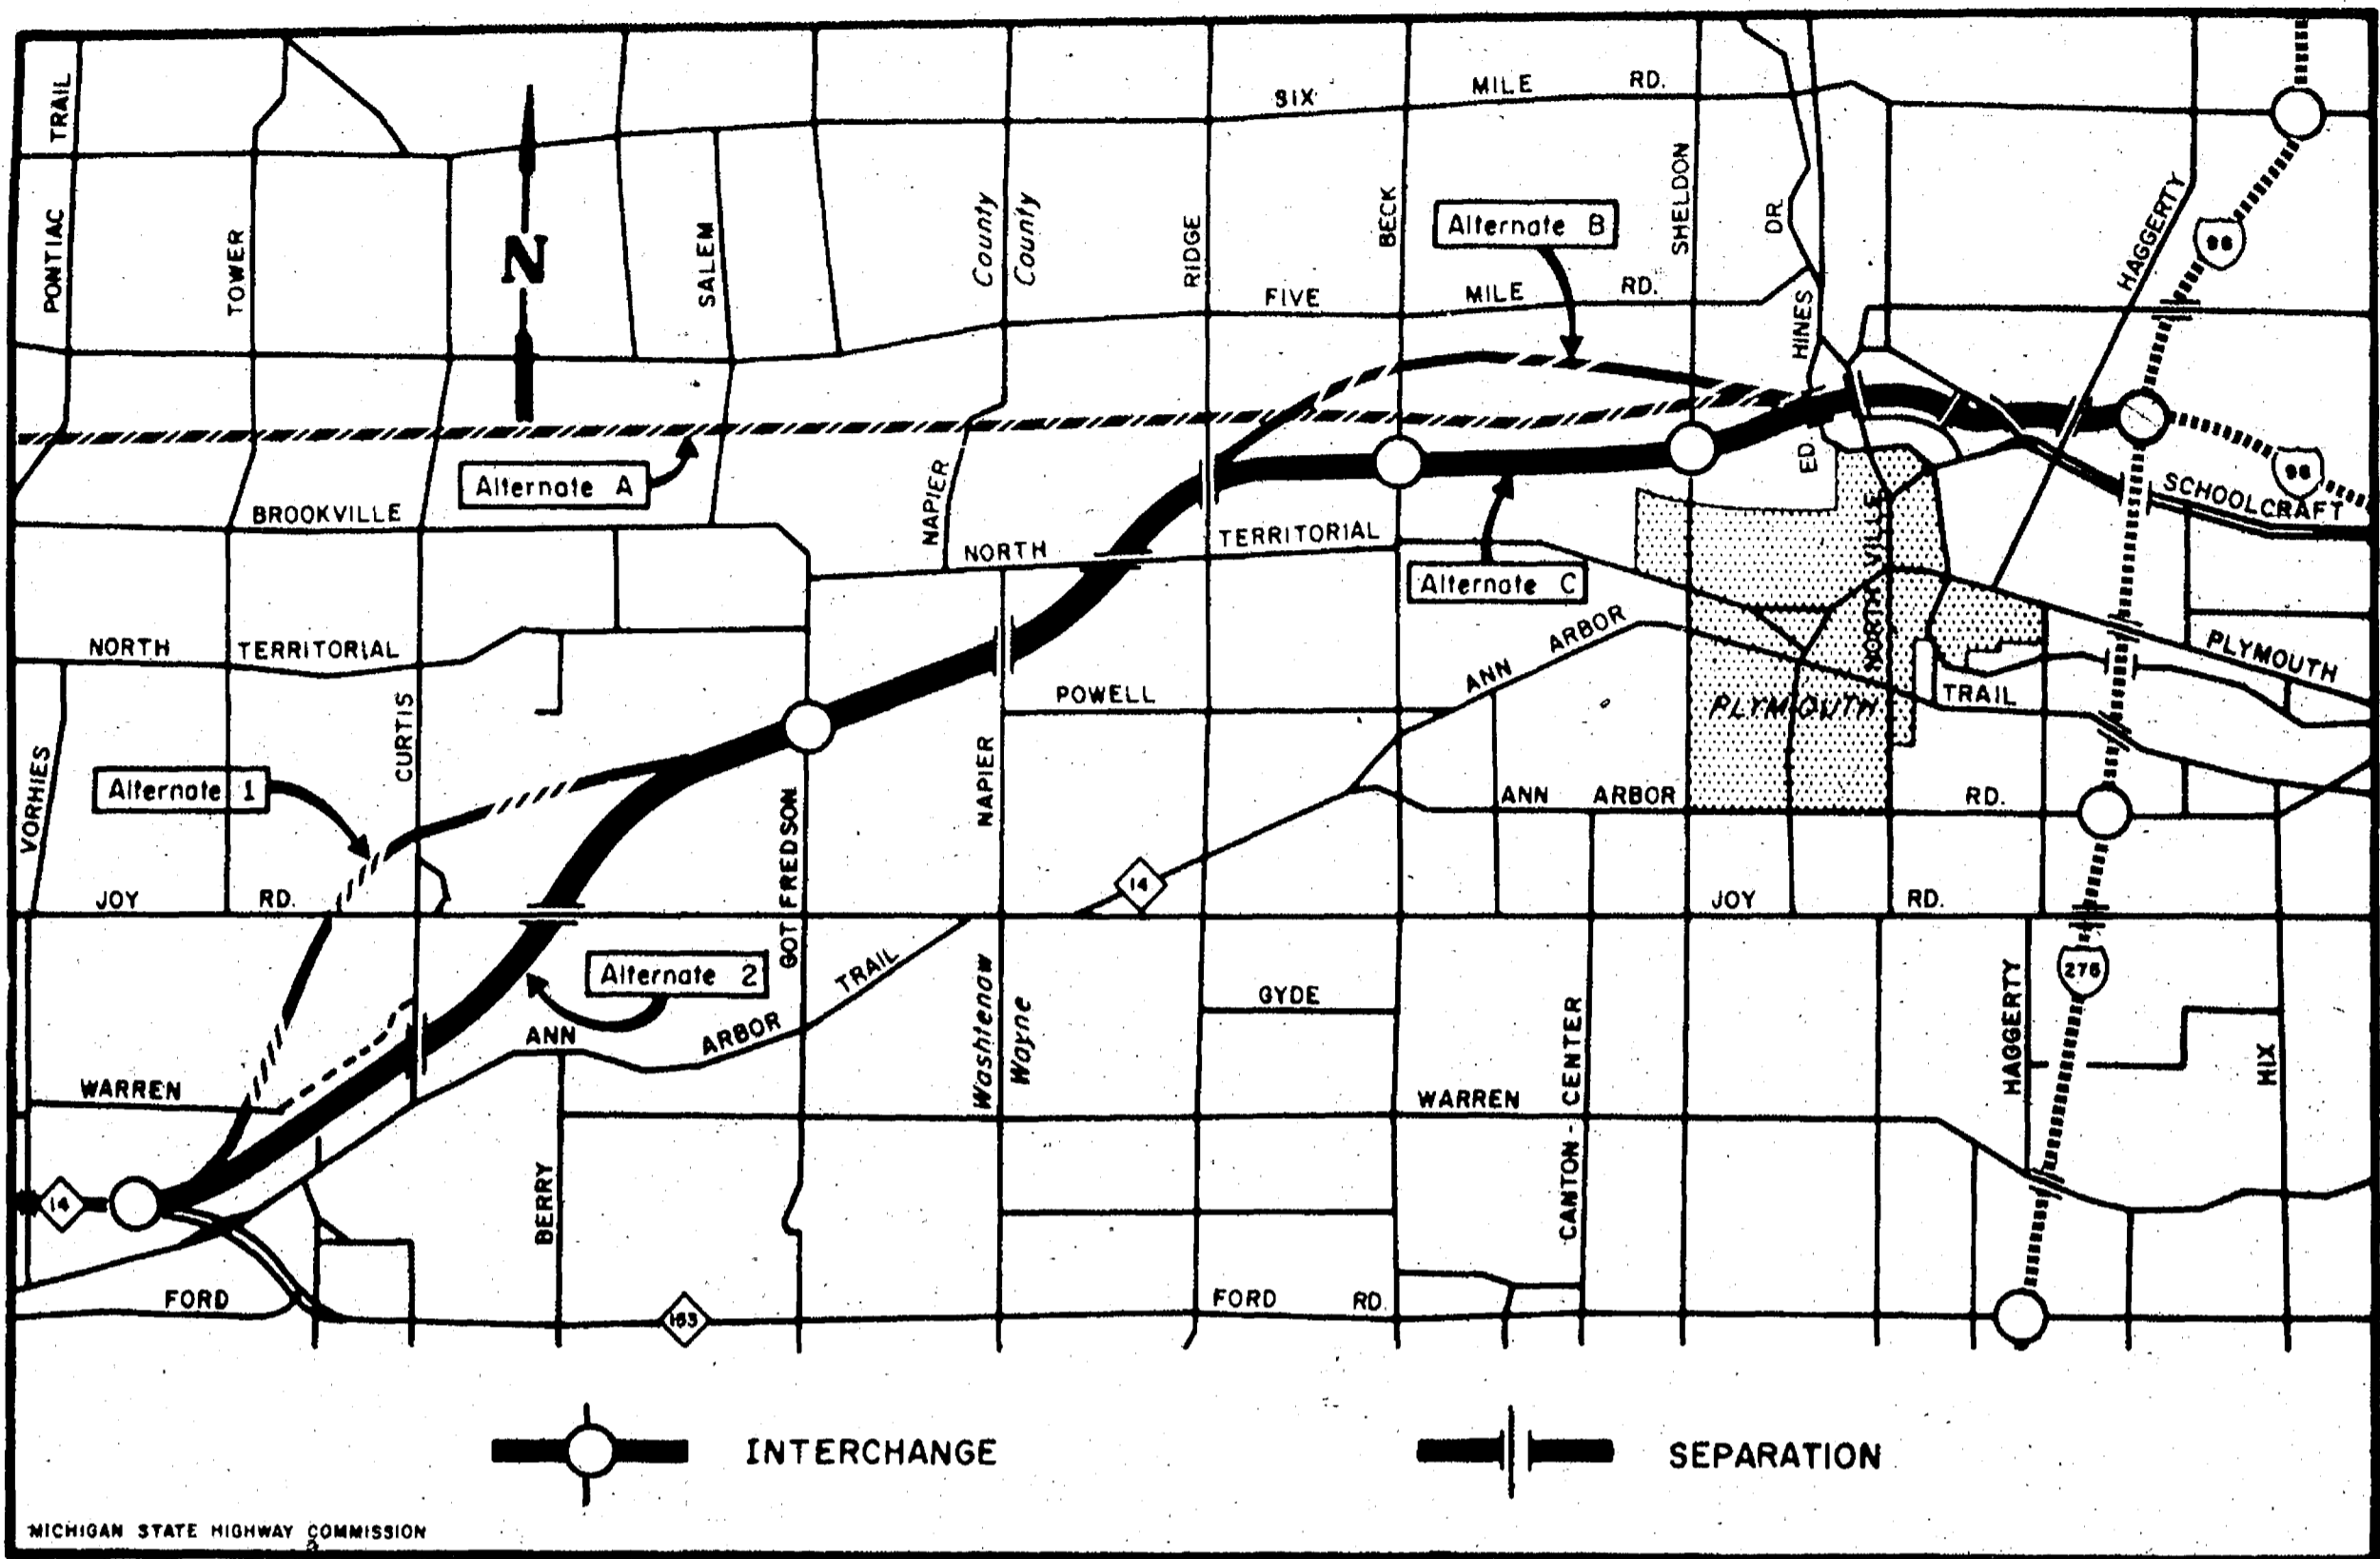 SIX MILE RD.
PONTIAC TRAIL
TOWER
N
SALEM
County
County
RIDGE
BECK
Alternate B
SHELDON
HINES DR.
HAGGERTY
96
FIVE MILE RD.
Alternate A
BROOKVILLE
NAPIER
NORTH TERRITORIAL
Alternate C
ED.
96
SCHOOLCRAFT
NORTHVILLE
NORTH TERRITORIAL
VORHIES
CURTIS
Alternate 1
POWELL
ANN ARBOR
PLYMOUTH
TRAIL
PLYMOUTH
NAPIER
GOTFREDSON
ANN ARBOR RD.
14
JOY RD.
JOY RD.
Alternate 2
ANN ARBOR TRAIL
Washtenaw
Wayne
GYDE
CANTON-CENTER
HAGGERTY
275
HIX
WARREN
WARREN
14
BERRY
FORD
153
FORD RD.
INTERCHANGE
SEPARATION
MICHIGAN STATE HIGHWAY COMMISSION